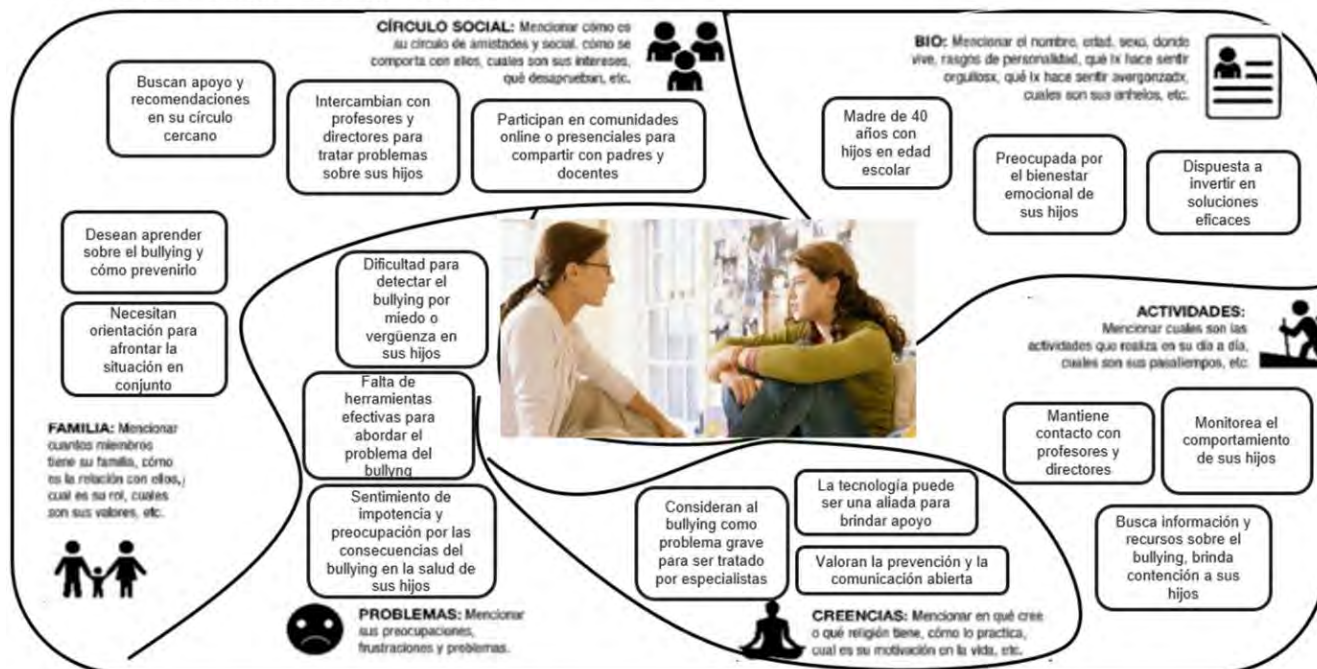 CÍRCULO SOCIAL: Mencionar cómo es
su círculo de amistades y social, cómo se
comporta con ellos, cuales son sus intereses,
qué desaprueban, etc.
Buscan apoyo y
recomendaciones
en su círculo
cercano
Intercambian con
profesores y
directores para
tratar problemas
sobre sus hijos
Participan en comunidades
online o presenciales para
compartir con padres y
docentes
BIO: Mencionar el nombre, edad, sexo, donde
vive, rasgos de personalidad, qué lx hace sentir
orgullosx, qué lx hace sentir avergonzadx,
cuales son sus anhelos, etc.
Madre de 40
años con
hijos en edad
escolar
Preocupada por
el bienestar
emocional de
sus hijos
Dispuesta a
invertir en
soluciones
eficaces
Desean aprender
sobre el bullying y
cómo prevenirlo
Necesitan
orientación para
afrontar la
situación en
conjunto
FAMILIA: Mencionar
cuantos miembros
tiene su familia, cómo
es la relación con ellos,
cual es su rol, cuales
son sus valores, etc.
Dificultad para
detectar el
bullying por
miedo o
vergüenza en
sus hijos
Falta de
herramientas
efectivas para
abordar el
problema del
bullyng
Sentimiento de
impotencia y
preocupación por las
consecuencias del
bullying en la salud de
sus hijos
PROBLEMAS: Mencionar
sus preocupaciones,
frustraciones y problemas.
ACTIVIDADES:
Mencionar cuales son las
actividades que realiza en su día a día,
cuales son sus pasatiempos, etc
Mantiene
contacto con
profesores y
directores
Monitorea el
comportamiento
de sus hijos
Busca información y
recursos sobre el
bullying, brinda
contención a sus
hijos
Consideran al
bullying como
problema grave
para ser tratado
por especialistas
La tecnología puede
ser una aliada para
brindar apoyo
Valoran la prevención y la
comunicación abierta
CREENCIAS: Mencionar en qué cree
o qué religión tiene, cómo lo practica,
cual es su motivación en la vida, etc.